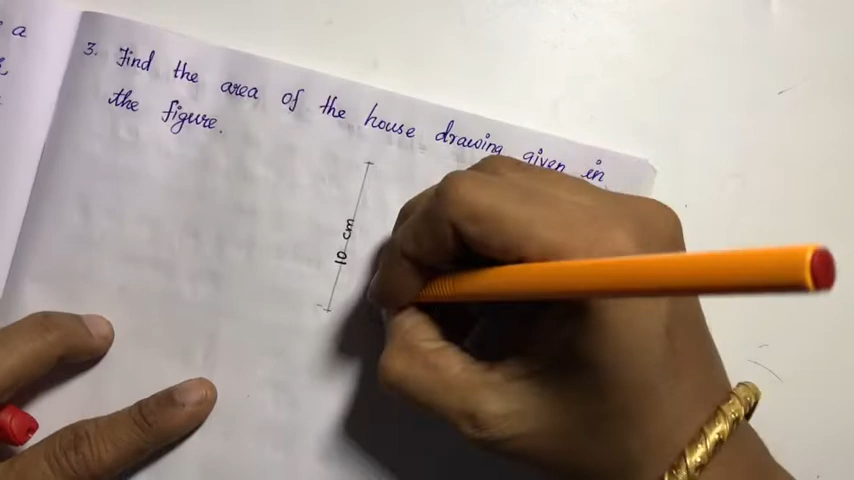 a
3. Find the area of the house drawing given in
the figure.
10 cm